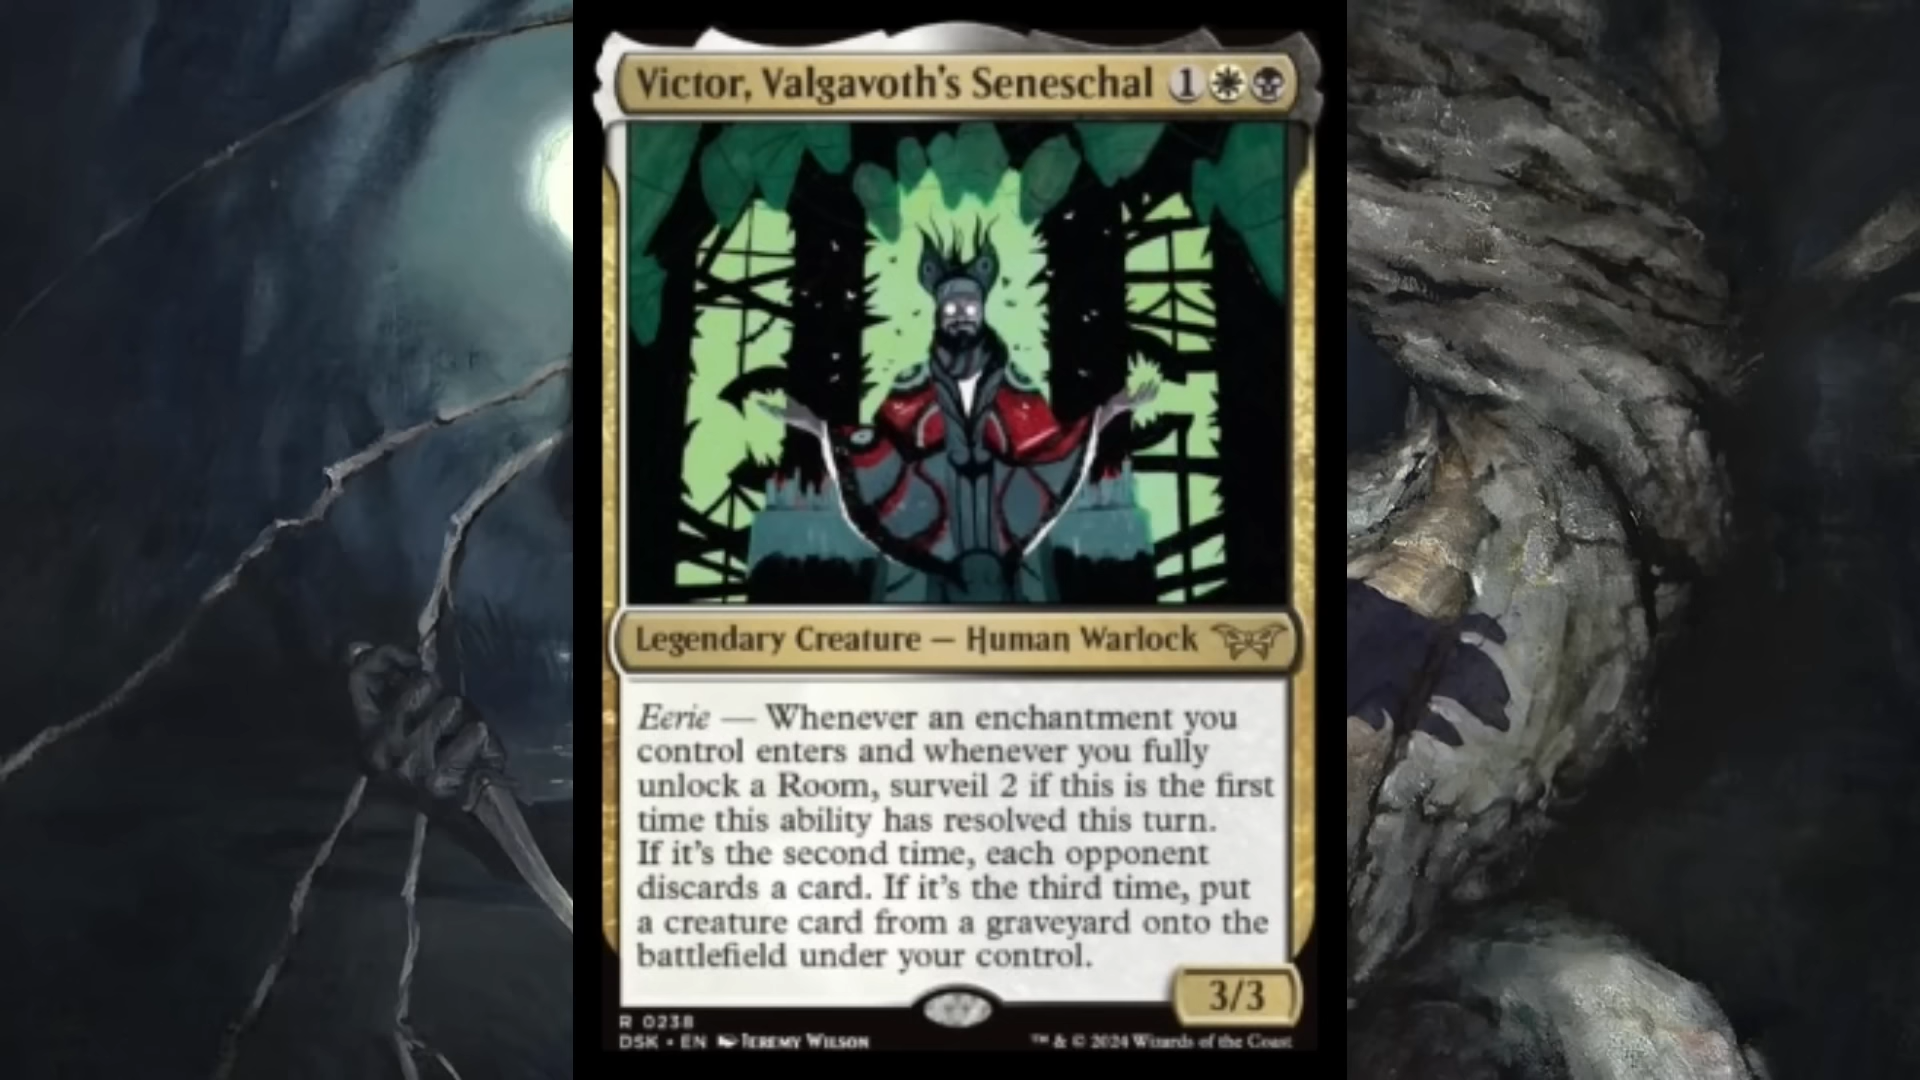 Victor, Valgavoth's Seneschal 1
Legendary Creature — Human Warlock
Eerie — Whenever an enchantment you
control enters and whenever you fully
unlock a Room, surveil 2 if this is the first
time this ability has resolved this turn.
If it's the second time, each opponent
discards a card. If it's the third time, put
a creature card from a graveyard onto the
battlefield under your control.
3/3
R 0238
DSK • EN Jeremy Wilson
™ & © 2024 Wizards of the Coast